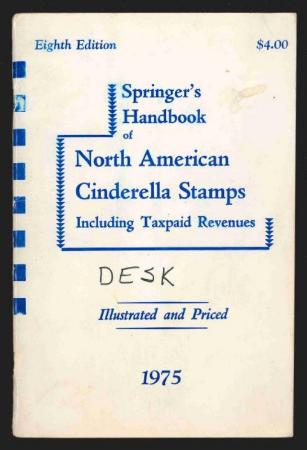 Eighth Edition $4.00
Springer's
Handbook
of
North American
Cinderella Stamps
Including Taxpaid Revenues
DESK
Illustrated and Priced
1975